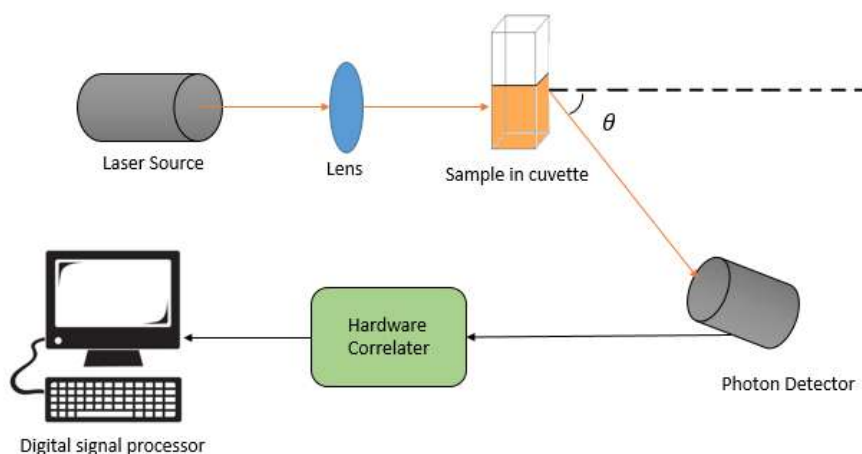 Laser Source
Lens
Sample in cuvette
θ
Hardware
Correlater
Photon Detector
Digital signal processor